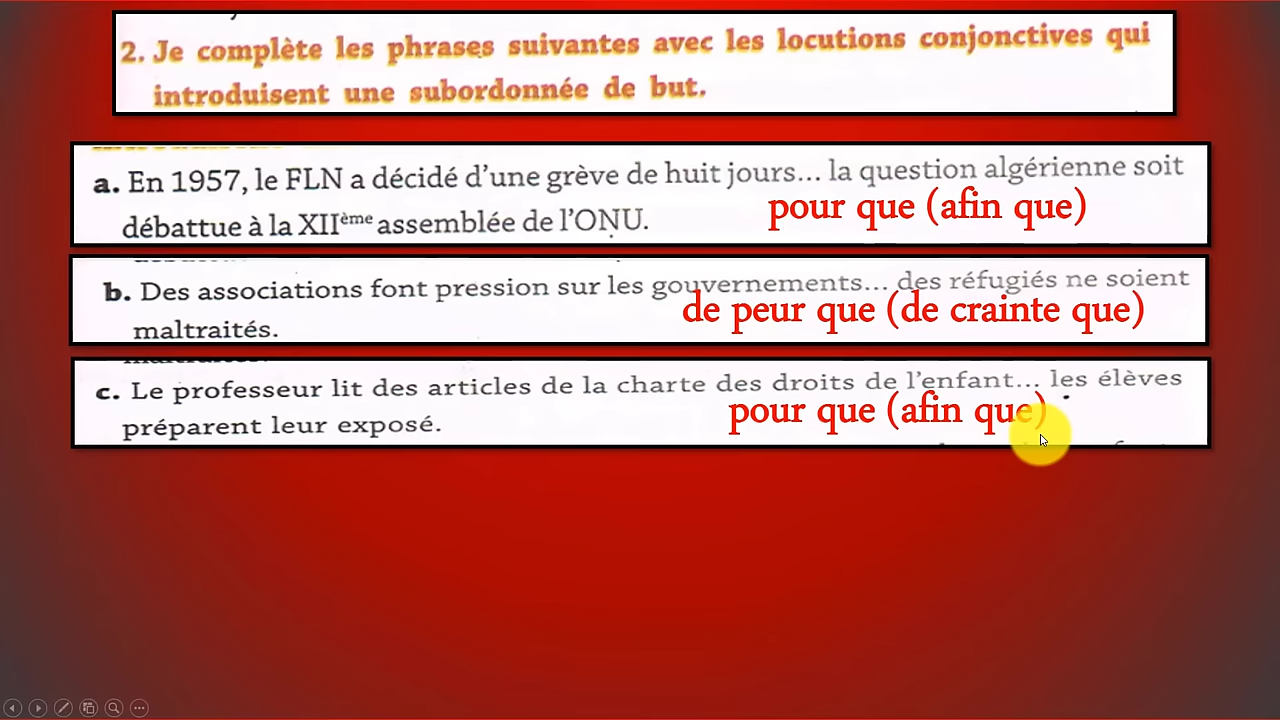 2. Je complète les phrases suivantes avec les locutions conjonctives qui
introduisent une subordonnée de but.
a. En 1957, le FLN a décidé d'une grève de huit jours... la question algérienne soit
pour que (afin que)
débattue à la XIIème assemblée de l'ONU.
b. Des associations font pression sur les gouvernements... des réfugiés ne soient
de peur que (de crainte que)
maltraités.
c. Le professeur lit des articles de la charte des droits de l'enfant... les élèves
pour que (afin que)
préparent leur exposé.